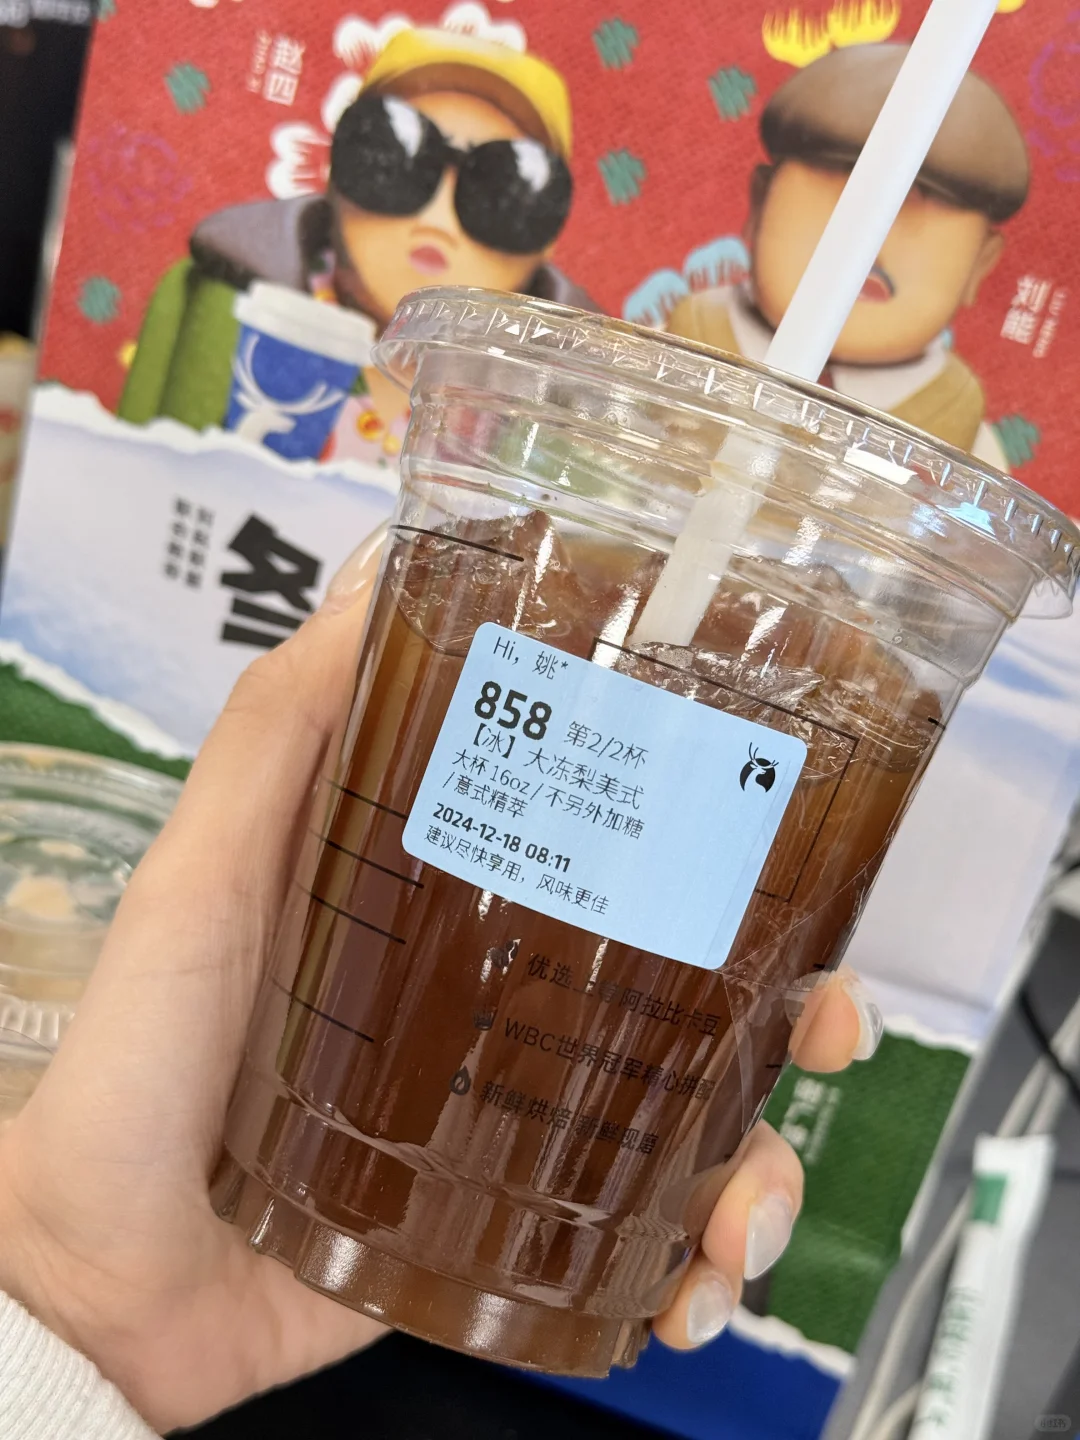 赵四
刘能
冬
Hi，姚*
858 第2/2杯
【冰】大冻梨美式
大杯 16oz / 不另外加糖
/ 意式精萃
2024-12-18 08:11
建议尽快享用，风味更佳
优选
阿拉比卡豆
WBC世界冠军精心拼配
新鲜烘焙 新鲜现磨
小红书